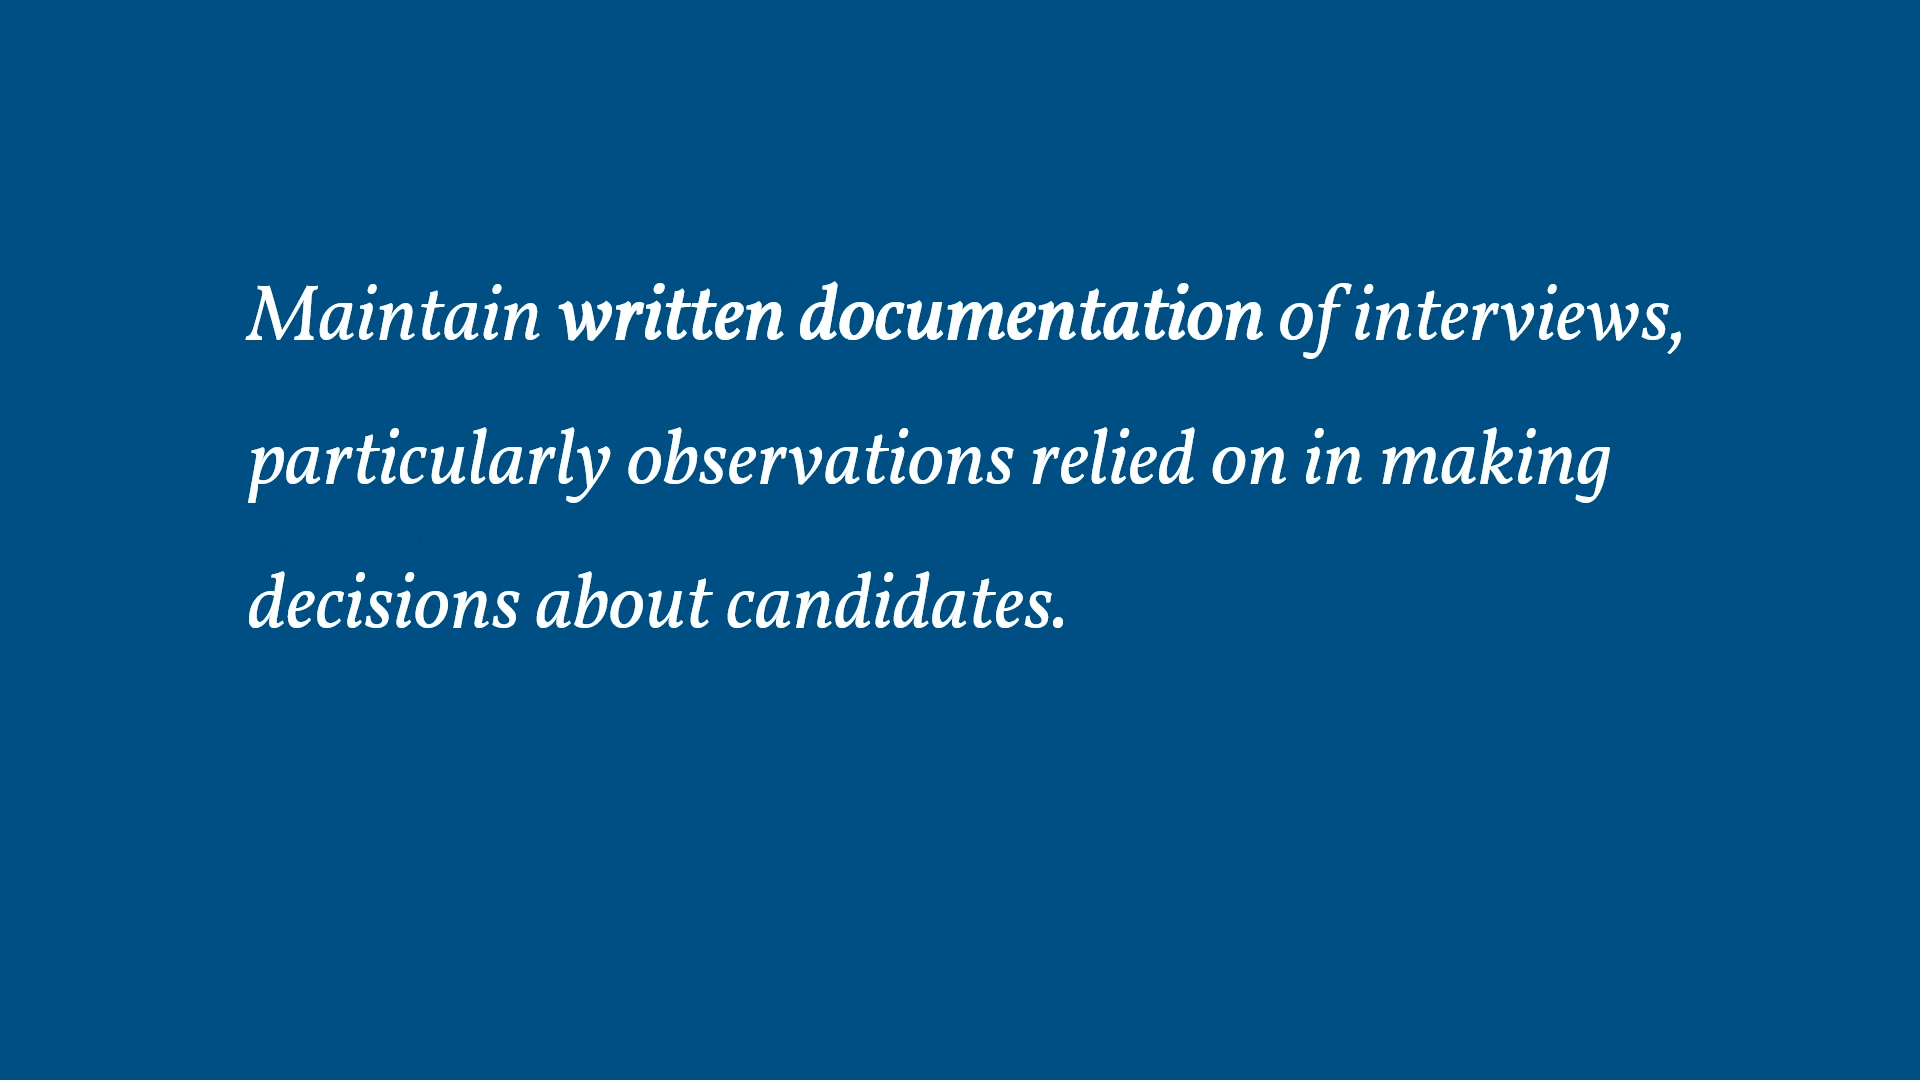 Maintain written documentation of interviews,
particularly observations relied on in making
decisions about candidates.